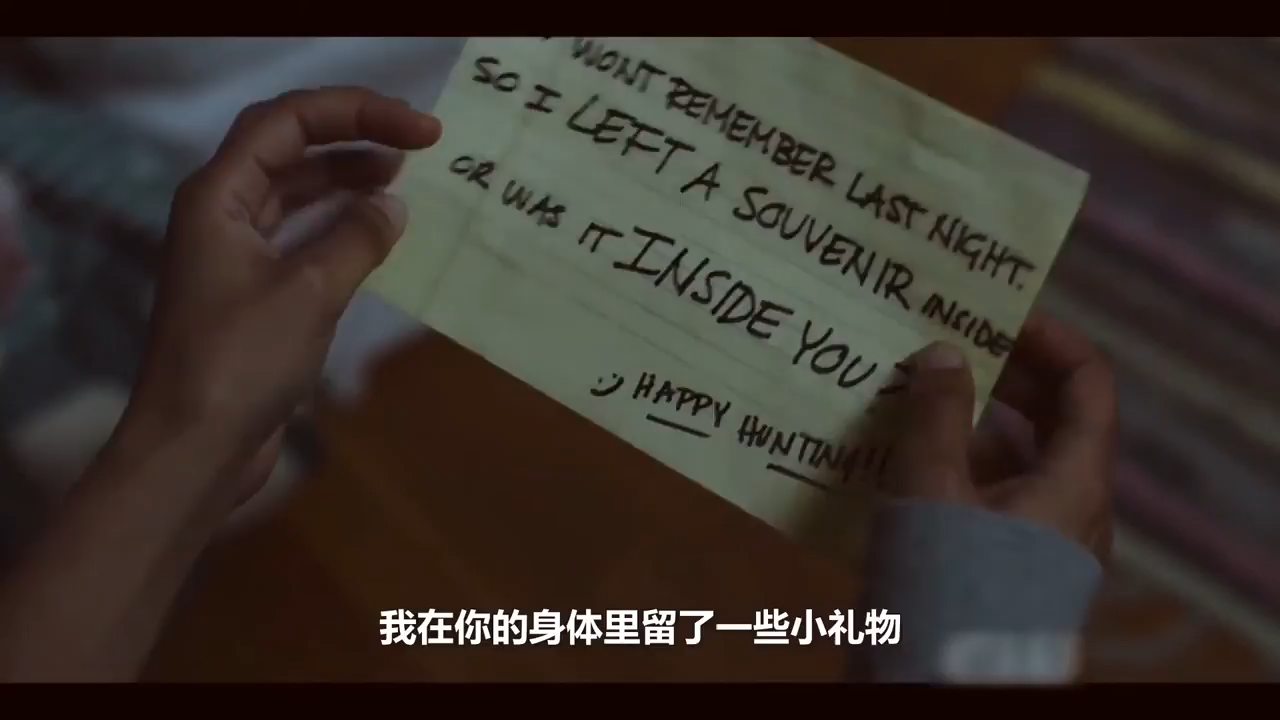 WONT REMEMBER LAST NIGHT.
SO I LEFT A SOUVENIR INSIDE
OR WAS IT INSIDE YOU?
:) HAPPY HUNTING!!
我在你的身体里留了一些小礼物